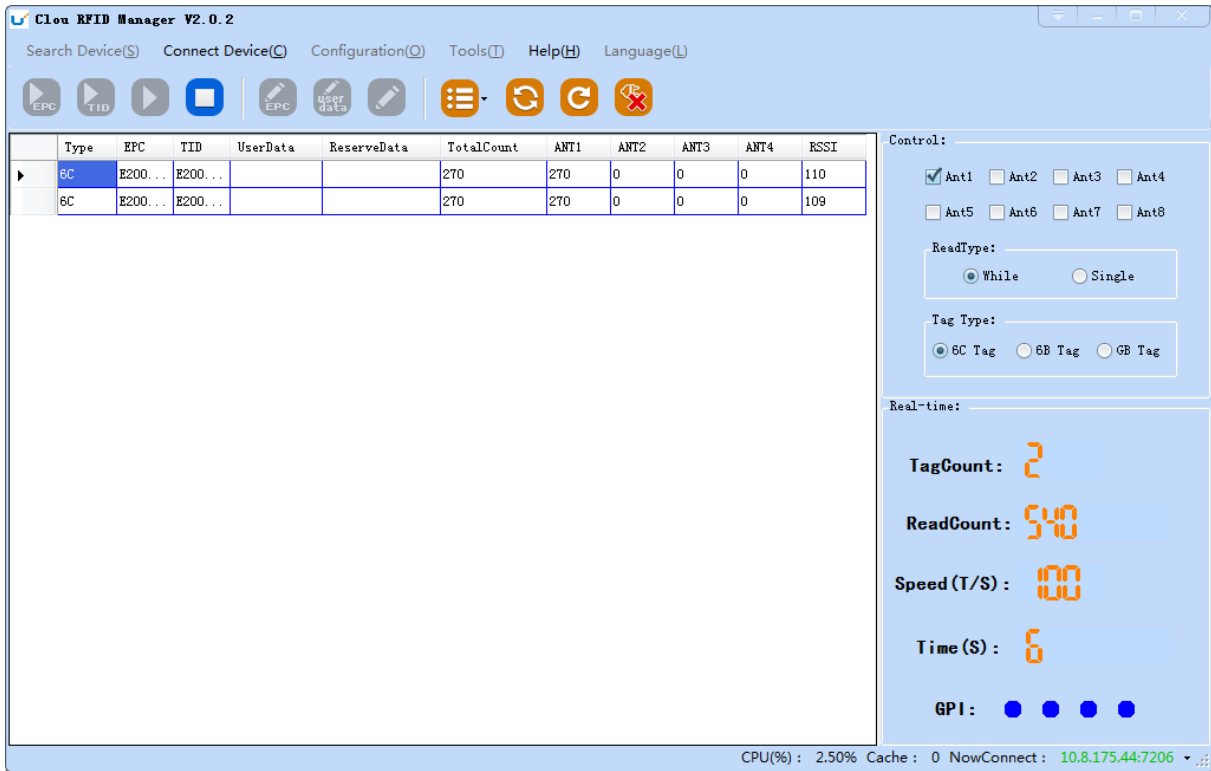 Clou RFID Manager V2.0.2
Search Device(S) Connect Device(C) Configuration(O) Tools(T) Help(H) Language(L)
EPC TID EPC user data
Type EPC TID UserData ReserveData TotalCount ANT1 ANT2 ANT3 ANT4 RSSI
6C E200... E200... 270 270 0 0 0 110
6C E200... E200... 270 270 0 0 0 109
Control:
Ant1 Ant2 Ant3 Ant4
Ant5 Ant6 Ant7 Ant8
ReadType:
While Single
Tag Type:
6C Tag 6B Tag GB Tag
Real-time:
TagCount: 2
ReadCount: 540
Speed(T/S): 100
Time(S): 6
GPI:
CPU(%) : 2.50% Cache : 0 NowConnect : 10.8.175.44:7206